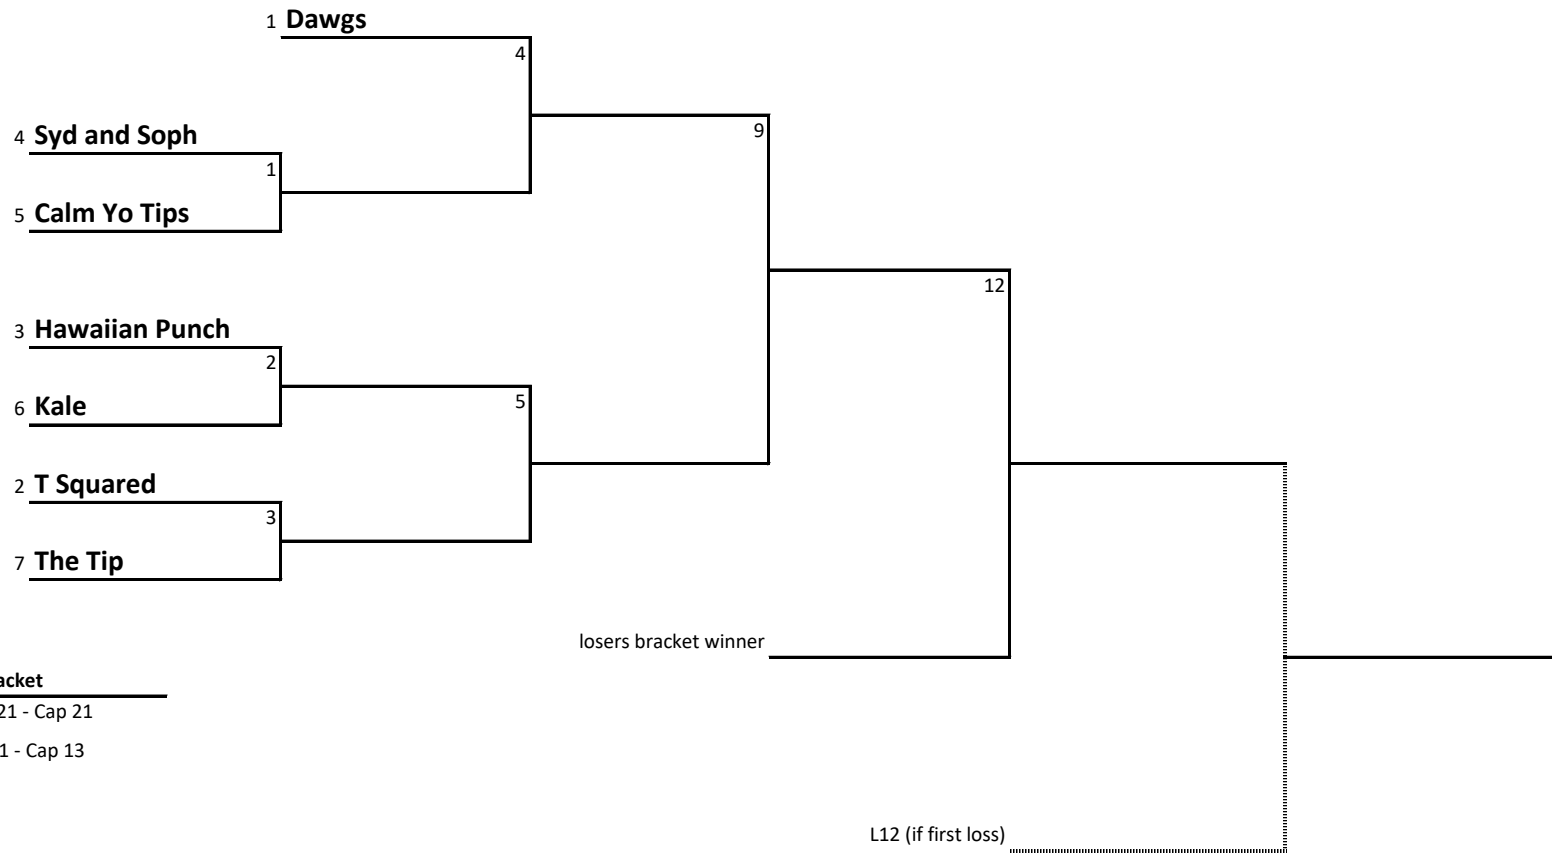 1 Dawgs
4
4 Syd and Soph
9
1
5 Calm Yo Tips
12
3 Hawaiian Punch
2
5
6 Kale
2 T Squared
3
7 The Tip
losers bracket winner
acket
21 - Cap 21
1 - Cap 13
L12 (if first loss)